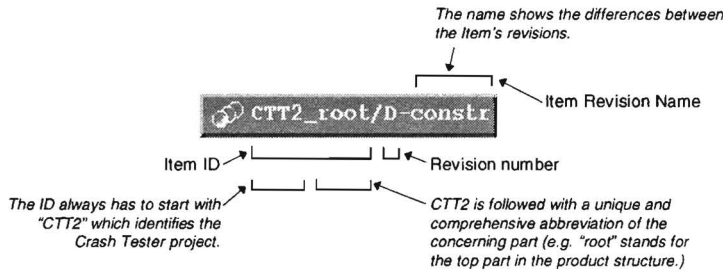 The name shows the differences between
the Item's revisions.
Item Revision Name
CTT2_root/D-constr
Item ID
Revision number
The ID always has to start with
"CTT2" which identifies the
Crash Tester project.
CTT2 is followed with a unique and
comprehensive abbreviation of the
concerning part (e.g. "root" stands for
the top part in the product structure.)